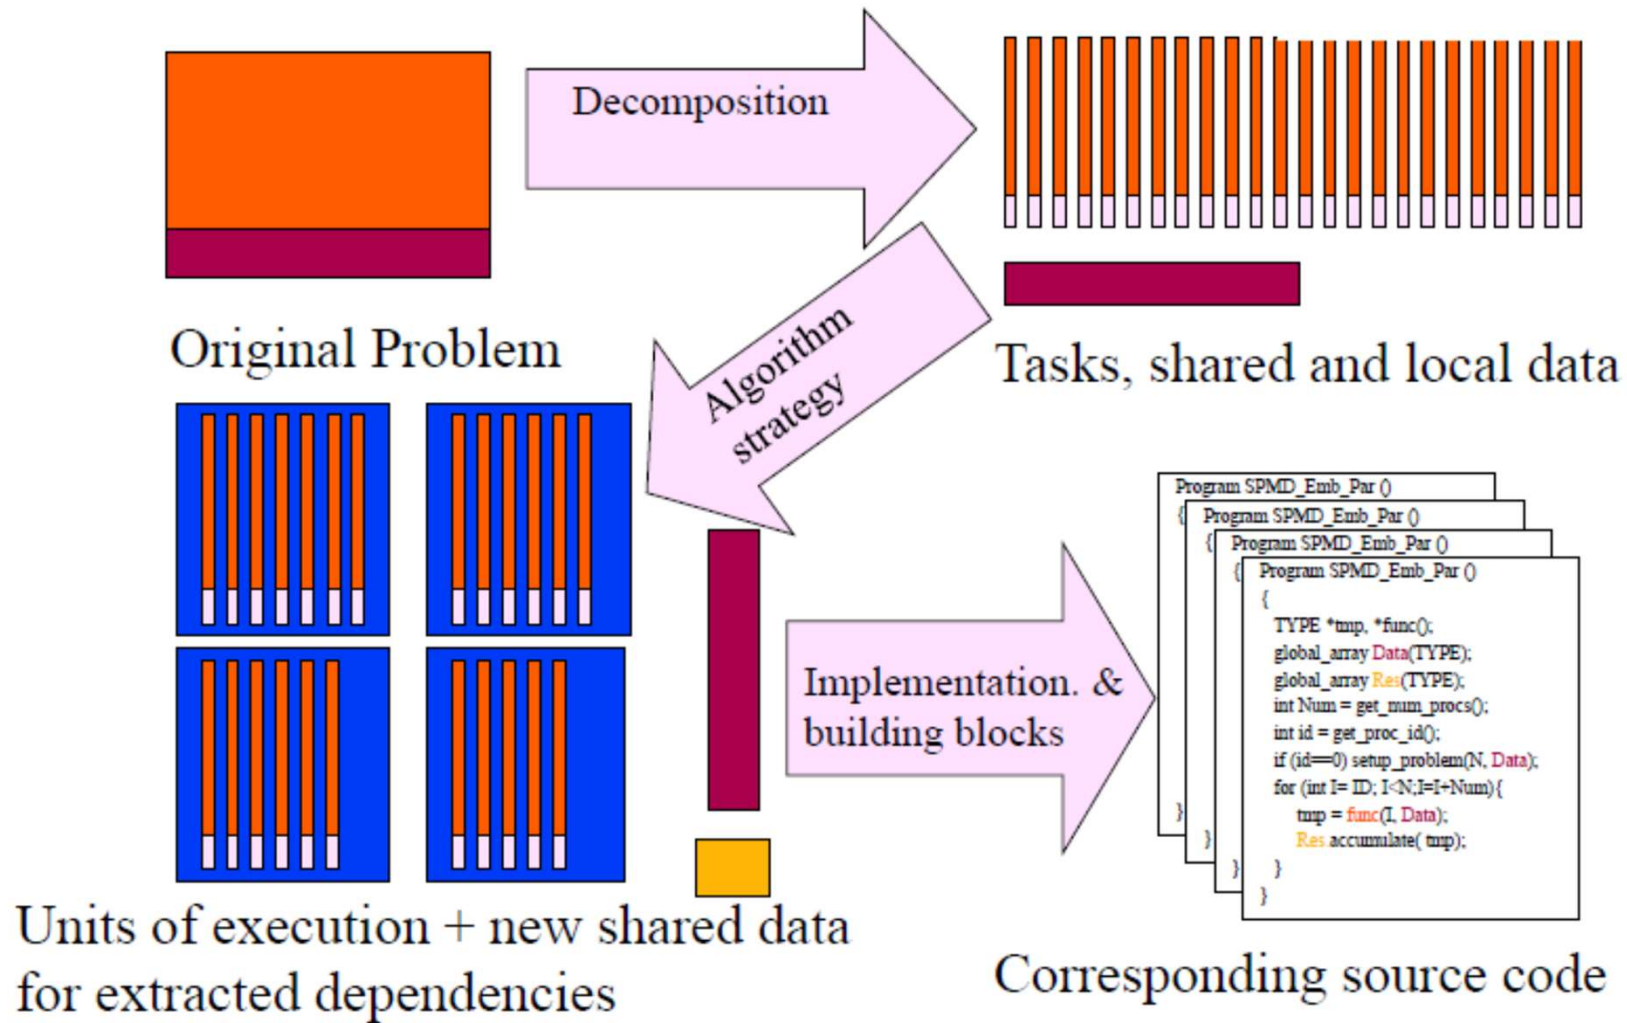 Decomposition
Original Problem
Tasks, shared and local data
Algorithm
strategy
Units of execution + new shared data
for extracted dependencies
Implementation. &
building blocks
Program SPMD_Emb_Par ()
{
Program SPMD_Emb_Par ()
{
Program SPMD_Emb_Par ()
{
Program SPMD_Emb_Par ()
{
TYPE *tmp, *func();
global_array Data(TYPE);
global_array Res(TYPE);
int Num = get_num_procs();
int id = get_proc_id();
if (id==0) setup_problem(N, Data);
for (int I= ID; I<N;I=I+Num){
tmp = func(I, Data);
Res.accumulate( tmp);
}
}
}
}
}
Corresponding source code